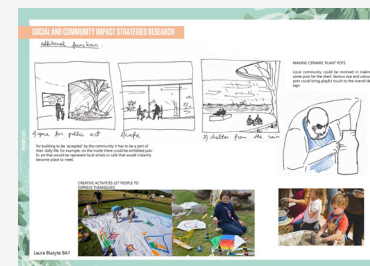 SOCIAL AND COMMUNITY IMPACT STRATEGIES RESEARCH
additional functions.
1) space for public art
2) cafe
3) shelter from the rain
for building to be 'accepted' by the community it has to be a part of
their daily life. for example, on the inside there could be exhibited pub-
lic art that would be represent local artists or cafe that would instantly
become place to meet.
MAKING CERAMIC PLANT POTS
Local community could be involved in making
some pots for the shed. Various size and colour
pots could bring playful touch to the overall de-
sign.
CREATIVE ACTIVITIES LET PEOPLE TO
EXPRESS THEMSELVES
Laura Blazyte BA1